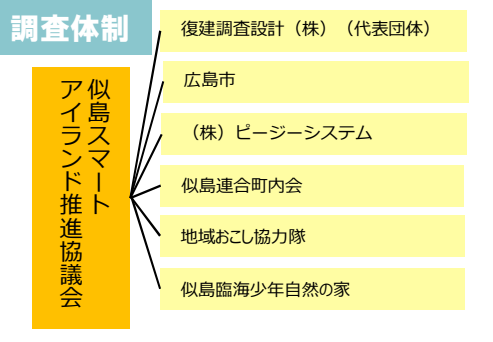 調査体制
似島スマート
アイランド推進協議会
復建調査設計（株）（代表団体）
広島市
（株）ピージーシステム
似島連合町内会
地域おこし協力隊
似島臨海少年自然の家